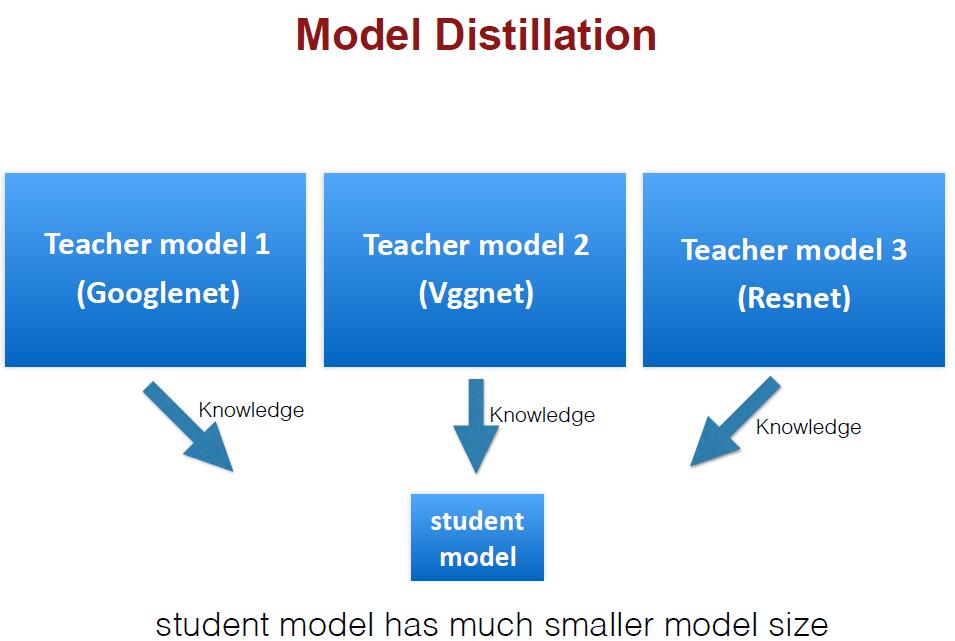 Model Distillation
Teacher model 1
(Googlenet)
Teacher model 2
(Vggnet)
Teacher model 3
(Resnet)
Knowledge
Knowledge
Knowledge
student
model
student model has much smaller model size